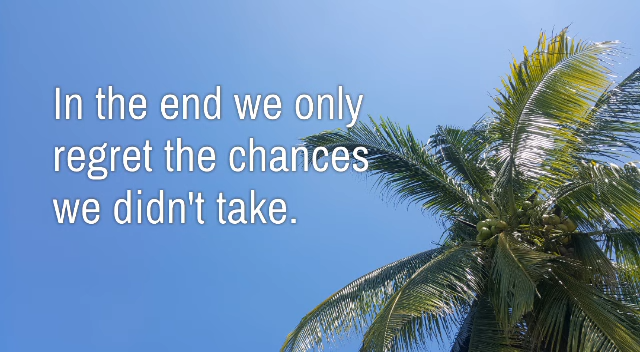 In the end we only
regret the chances
we didn't take.